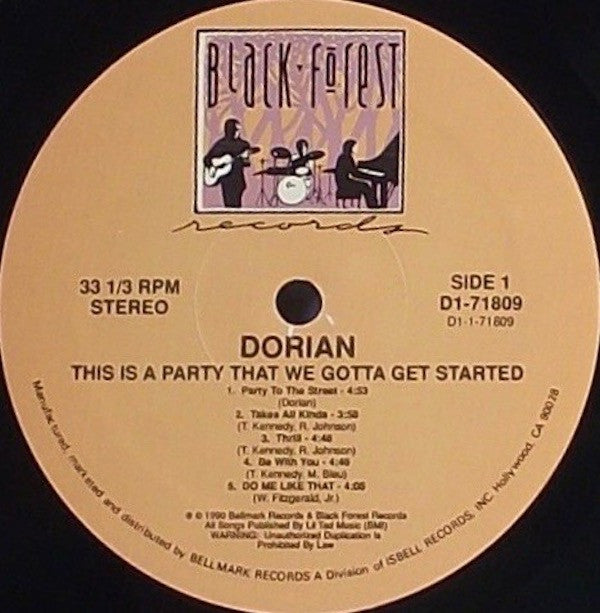 BLACK FOREST
records
33 1/3 RPM
STEREO
SIDE 1
D1-71809
D1-1-71809
DORIAN
THIS IS A PARTY THAT WE GOTTA GET STARTED
1. Party To The Street - 4:53
(Dorian)
2. Takes All Kinds - 3:58
(T. Kennedy, R. Johnson)
3. Thrill - 4:48
(T. Kennedy, R. Johnson)
4. Be With You - 4:46
(T. Kennedy, M. Bleu)
5. DO ME LIKE THAT - 4:05
(W. Fitzgerald, Jr.)
℗ © 1990 Bellmark Records & Black Forest Records
All Songs Published By Lil Tad Music (BMI)
WARNING: Unauthorized Duplication Is
Prohibited By Law
Manufactured, marketed and distributed by BELLMARK RECORDS A Division of ISBELL RECORDS, INC. Hollywood, CA 90078